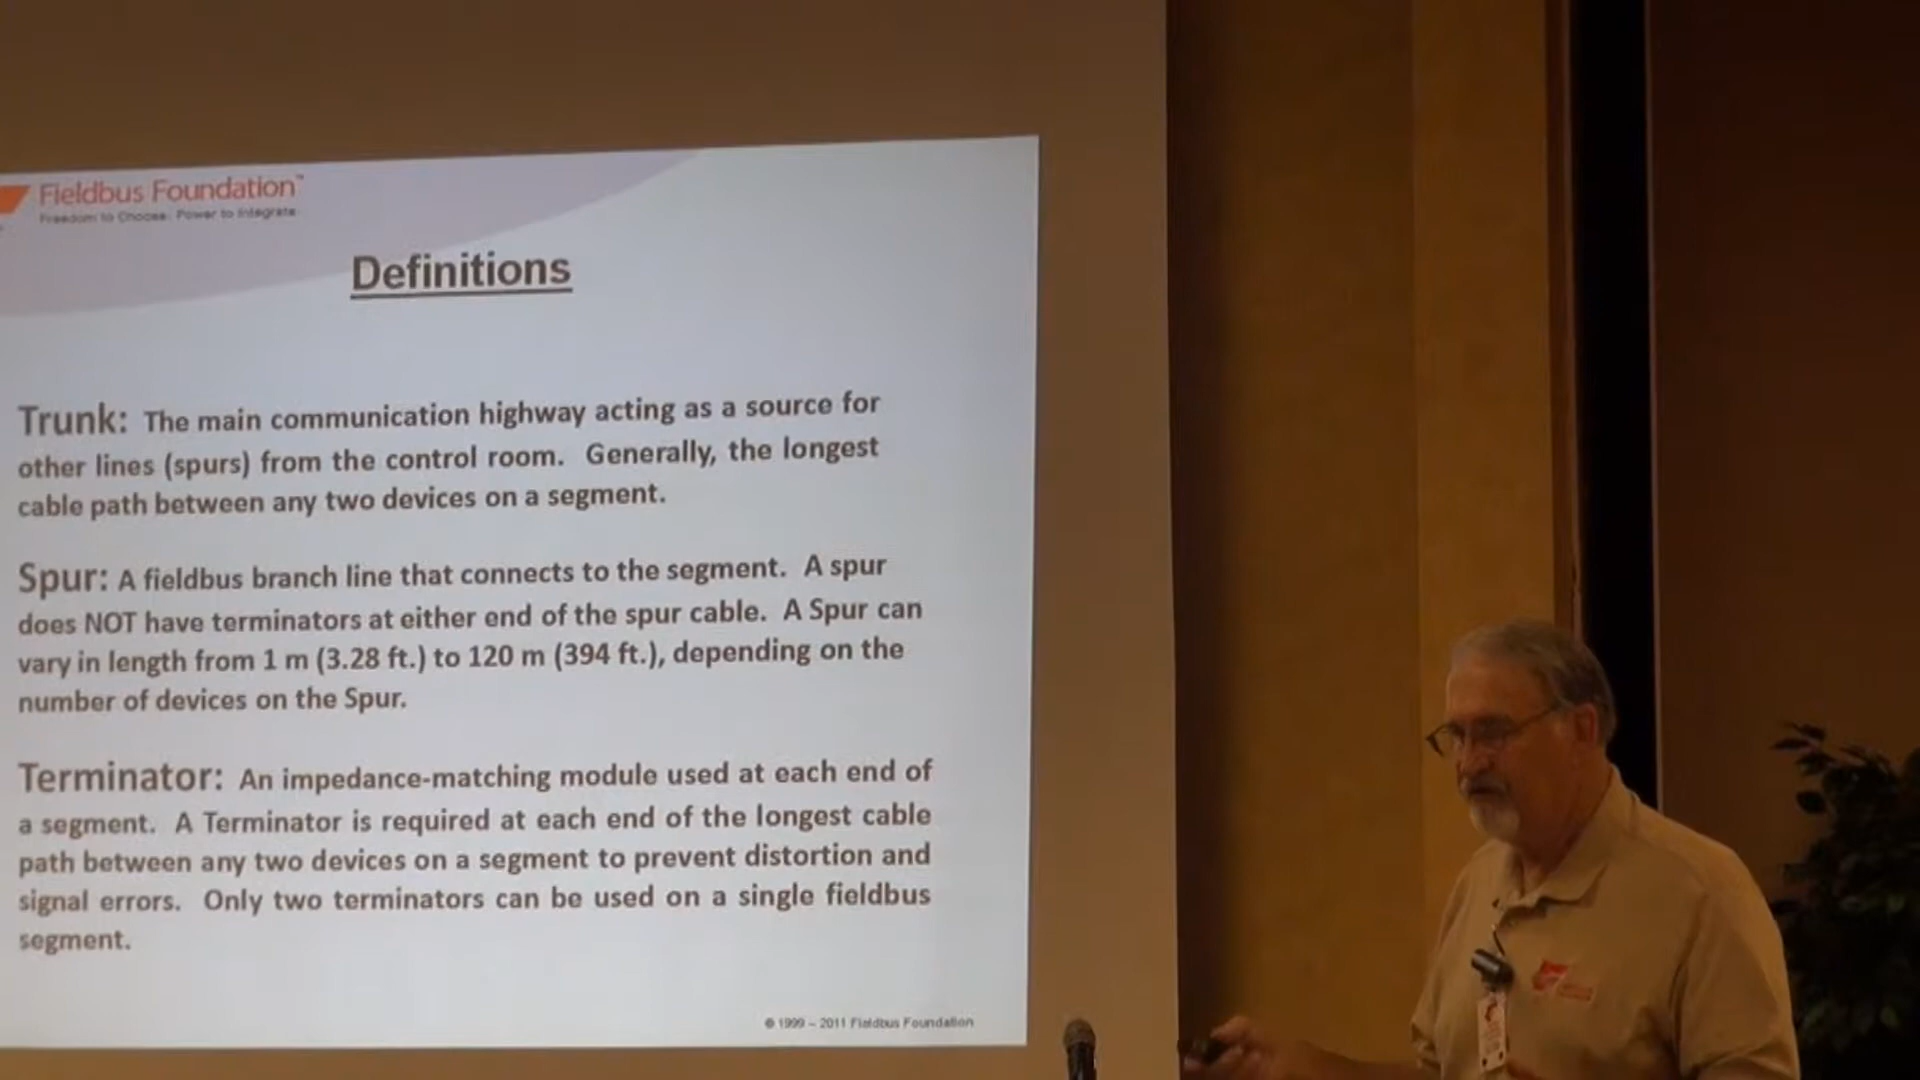 Fieldbus Foundation™
Freedom to Choose. Power to Integrate.
Definitions
Trunk: The main communication highway acting as a source for
other lines (spurs) from the control room. Generally, the longest
cable path between any two devices on a segment.
Spur: A fieldbus branch line that connects to the segment. A spur
does NOT have terminators at either end of the spur cable. A Spur can
vary in length from 1 m (3.28 ft.) to 120 m (394 ft.), depending on the
number of devices on the Spur.
Terminator: An impedance-matching module used at each end of
a segment. A Terminator is required at each end of the longest cable
path between any two devices on a segment to prevent distortion and
signal errors. Only two terminators can be used on a single fieldbus
segment.
© 1999 – 2011 Fieldbus Foundation